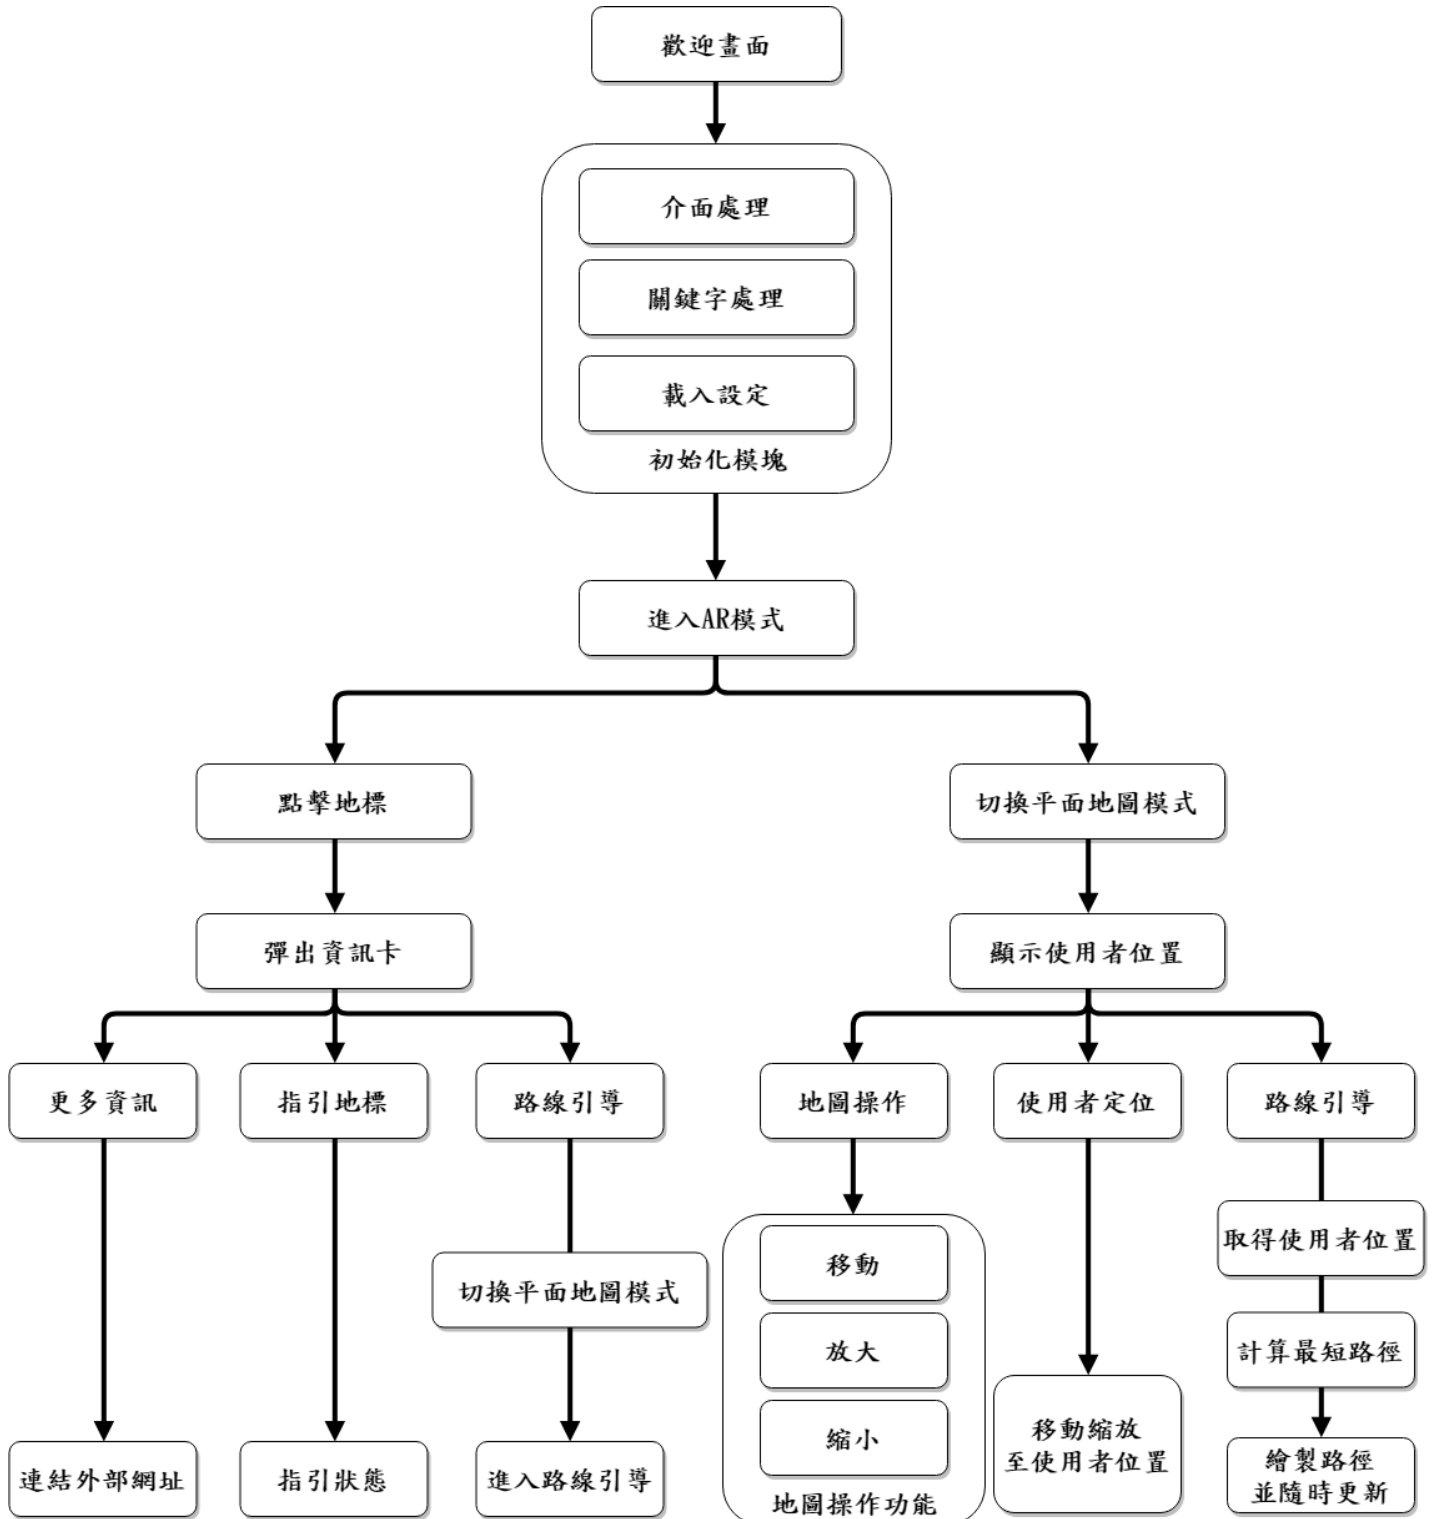 歡迎畫面
介面處理
關鍵字處理
載入設定
初始化模塊
進入AR模式
點擊地標
切換平面地圖模式
彈出資訊卡
顯示使用者位置
更多資訊
指引地標
路線引導
地圖操作
使用者定位
路線引導
切換平面地圖模式
取得使用者位置
移動
放大
縮小
地圖操作功能
計算最短路徑
連結外部網址
指引狀態
進入路線引導
移動縮放
至使用者位置
繪製路徑
並隨時更新